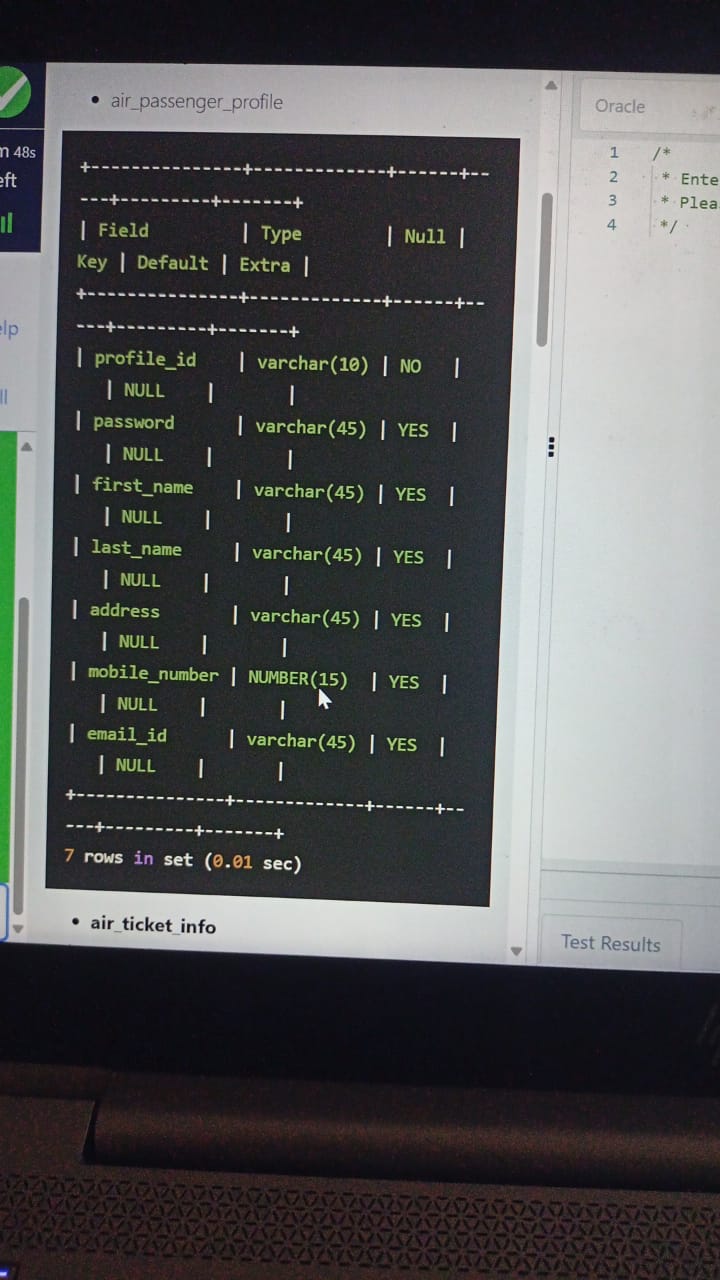 air_passenger_profile
+---------------+-------------+------+--
---+---------+-------+
| Field | Type | Null |
Key | Default | Extra |
+---------------+-------------+------+--
---+---------+-------+
| profile_id | varchar(10) | NO |
| NULL | |
| password | varchar(45) | YES |
| NULL | |
| first_name | varchar(45) | YES |
| NULL | |
| last_name | varchar(45) | YES |
| NULL | |
| address | varchar(45) | YES |
| NULL | |
| mobile_number | NUMBER(15) | YES |
| NULL | |
| email_id | varchar(45) | YES |
| NULL | |
+---------------+-------------+------+--
---+---------+-------+
7 rows in set (0.01 sec)
air_ticket_info
48s
Oracle
1 /*
2 * Ente
3 * Plea
4 */
Test Results